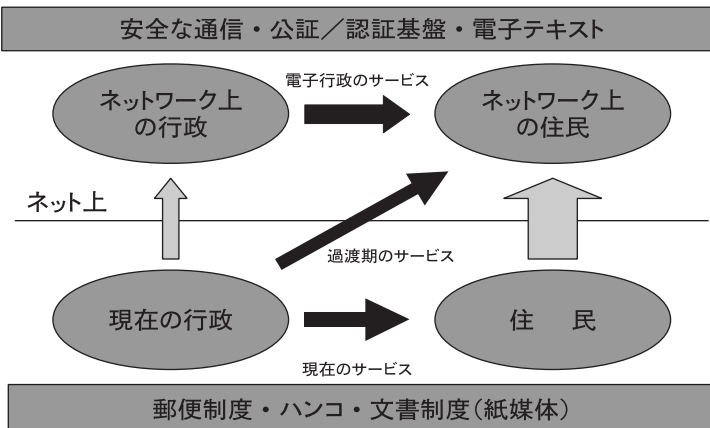 安全な通信・公証／認証基盤・電子テキスト
電子行政のサービス
ネットワーク上
の行政
ネットワーク上
の住民
ネット上
過渡期のサービス
現在の行政
住　民
現在のサービス
郵便制度・ハンコ・文書制度（紙媒体）